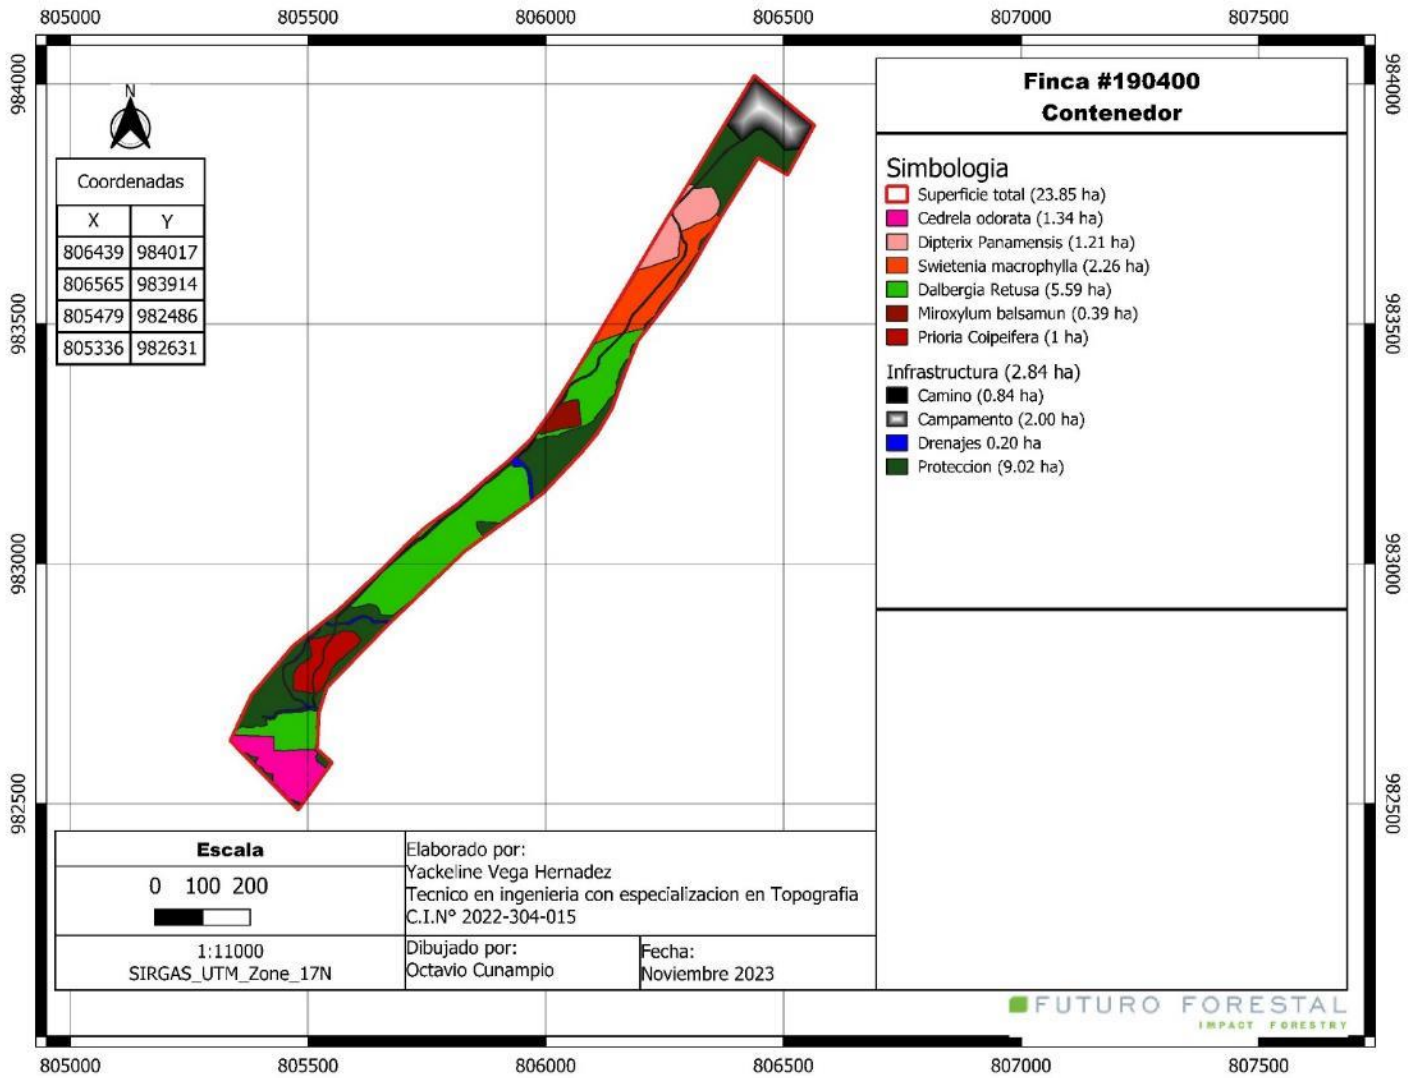 805000 805500 806000 806500 807000 807500
984000
983500
983000
982500
N
Coordenadas
X Y
806439 984017
806565 983914
805479 982486
805336 982631
Finca #190400
Contenedor
Simbologia
Superficie total (23.85 ha)
Cedrela odorata (1.34 ha)
Dipterix Panamensis (1.21 ha)
Swietenia macrophylla (2.26 ha)
Dalbergia Retusa (5.59 ha)
Miroxylum balsamun (0.39 ha)
Prioria Coipeifera (1 ha)
Infrastructura (2.84 ha)
Camino (0.84 ha)
Campamento (2.00 ha)
Drenajes 0.20 ha
Proteccion (9.02 ha)
984000
983500
983000
982500
Escala
0 100 200
1:11000
SIRGAS_UTM_Zone_17N
Elaborado por:
Yackeline Vega Hernadez
Tecnico en ingenieria con especializacion en Topografia
C.I.N° 2022-304-015
Dibujado por:
Octavio Cunampio
Fecha:
Noviembre 2023
FUTURO FORESTAL
IMPACT FORESTRY
805000 805500 806000 806500 807000 807500